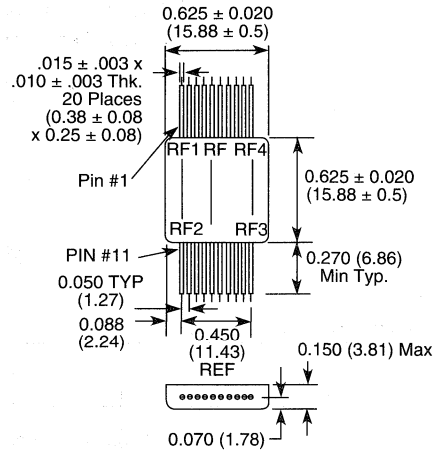 0.625 ± 0.020
(15.88 ± 0.5)
.015 ± .003 x
.010 ± .003 Thk.
20 Places
(0.38 ± 0.08
x 0.25 ± 0.08)
RF1 RF RF4
Pin #1
0.625 ± 0.020
(15.88 ± 0.5)
RF2 RF3
PIN #11
0.270 (6.86)
Min Typ.
0.050 TYP
(1.27)
0.088
(2.24)
0.450
(11.43)
REF
0.150 (3.81) Max
0.070 (1.78)